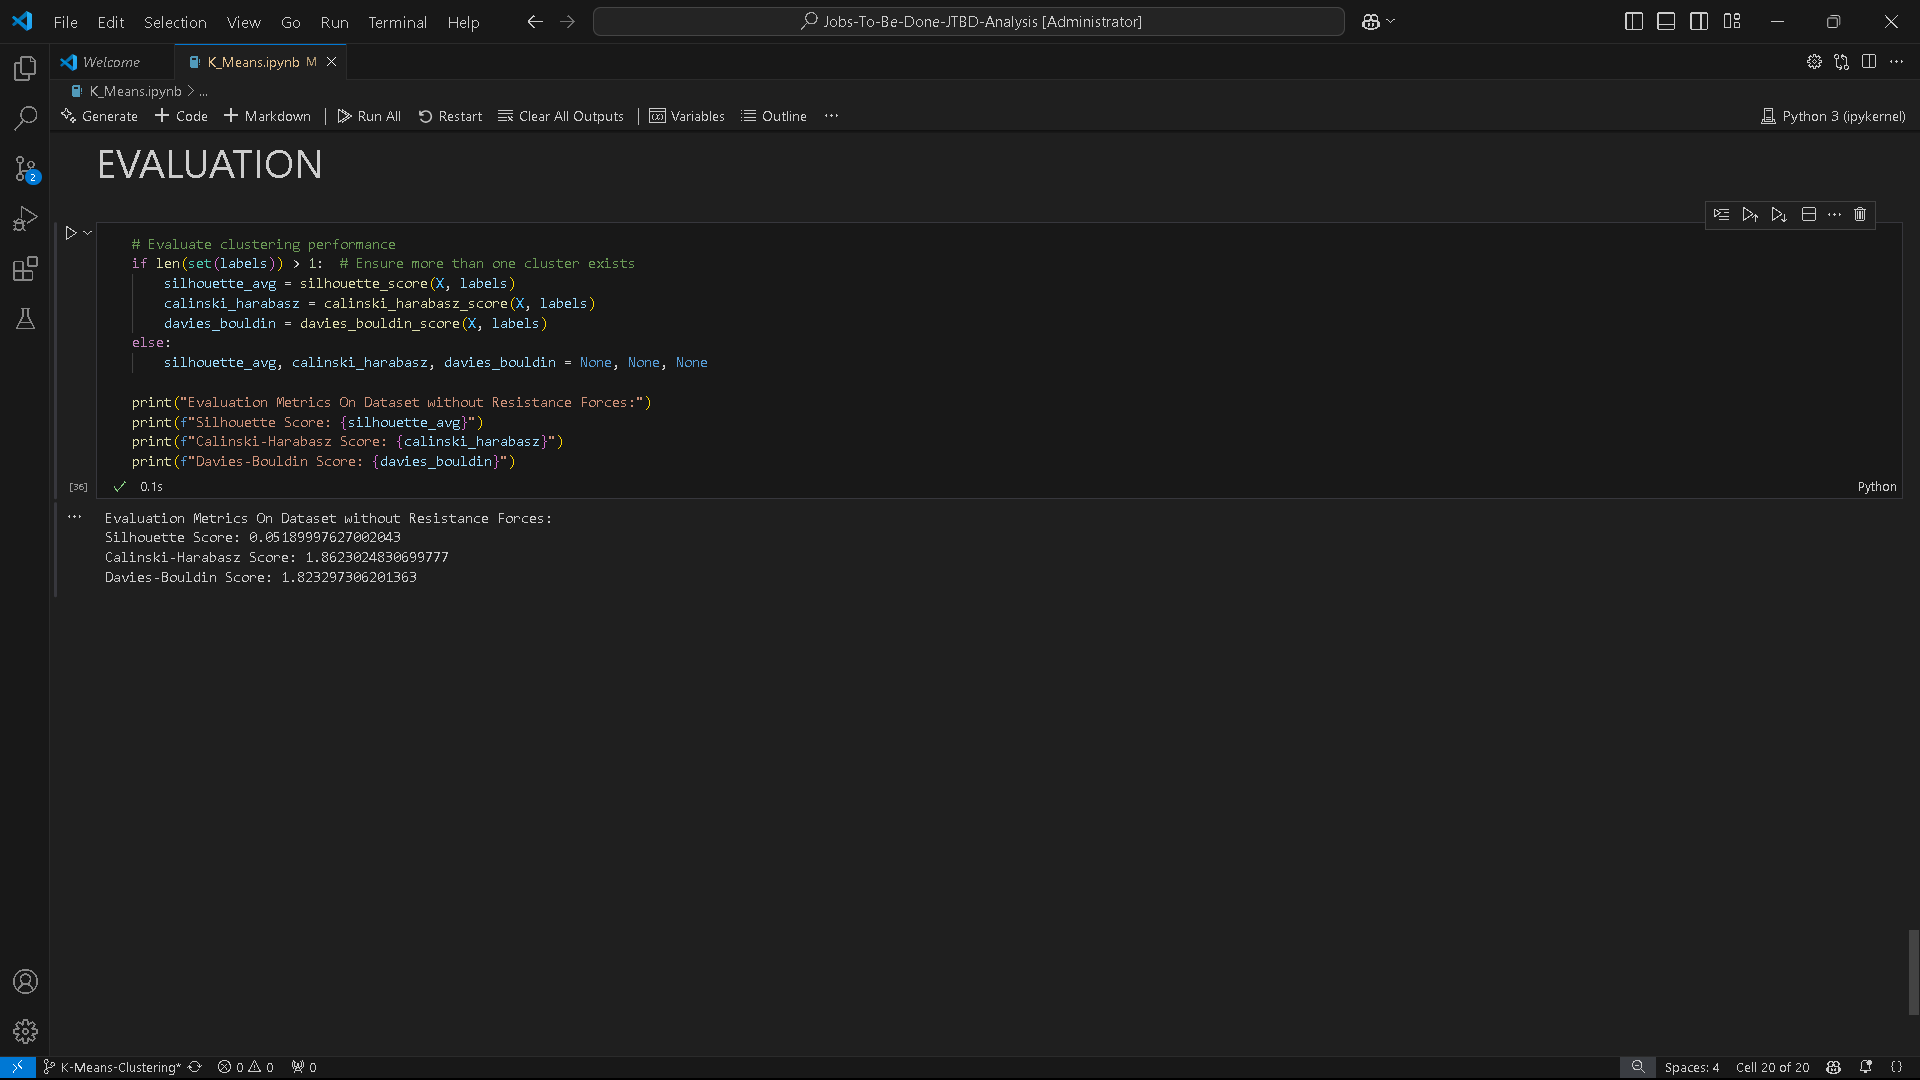 File Edit Selection View Go Run Terminal Help
Jobs-To-Be-Done-JTBD-Analysis [Administrator]
Welcome
K_Means.ipynb M
K_Means.ipynb > ...
Generate + Code + Markdown | Run All Restart Clear All Outputs | Variables Outline ...
Python 3 (ipykernel)
EVALUATION
2
# Evaluate clustering performance
if len(set(labels)) > 1:  # Ensure more than one cluster exists
    silhouette_avg = silhouette_score(X, labels)
    calinski_harabasz = calinski_harabasz_score(X, labels)
    davies_bouldin = davies_bouldin_score(X, labels)
else:
    silhouette_avg, calinski_harabasz, davies_bouldin = None, None, None
print("Evaluation Metrics On Dataset without Resistance Forces:")
print(f"Silhouette Score: {silhouette_avg}")
print(f"Calinski-Harabasz Score: {calinski_harabasz}")
print(f"Davies-Bouldin Score: {davies_bouldin}")
[36] 0.1s
Python
Evaluation Metrics On Dataset without Resistance Forces:
Silhouette Score: 0.05189997627002043
Calinski-Harabasz Score: 1.8623024830699777
Davies-Bouldin Score: 1.823297306201363
K-Means-Clustering* 0 0 0
Spaces: 4 Cell 20 of 20 {}